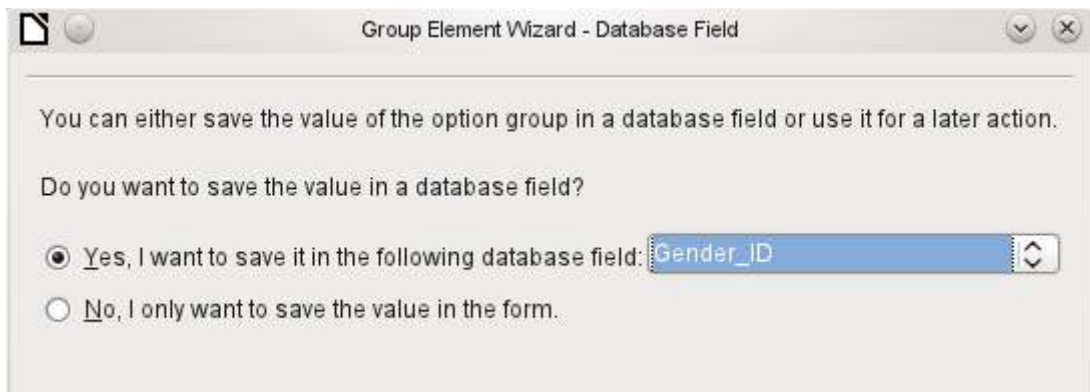 Group Element Wizard - Database Field
You can either save the value of the option group in a database field or use it for a later action.
Do you want to save the value in a database field?
Yes, I want to save it in the following database field: Gender_ID
No, I only want to save the value in the form.